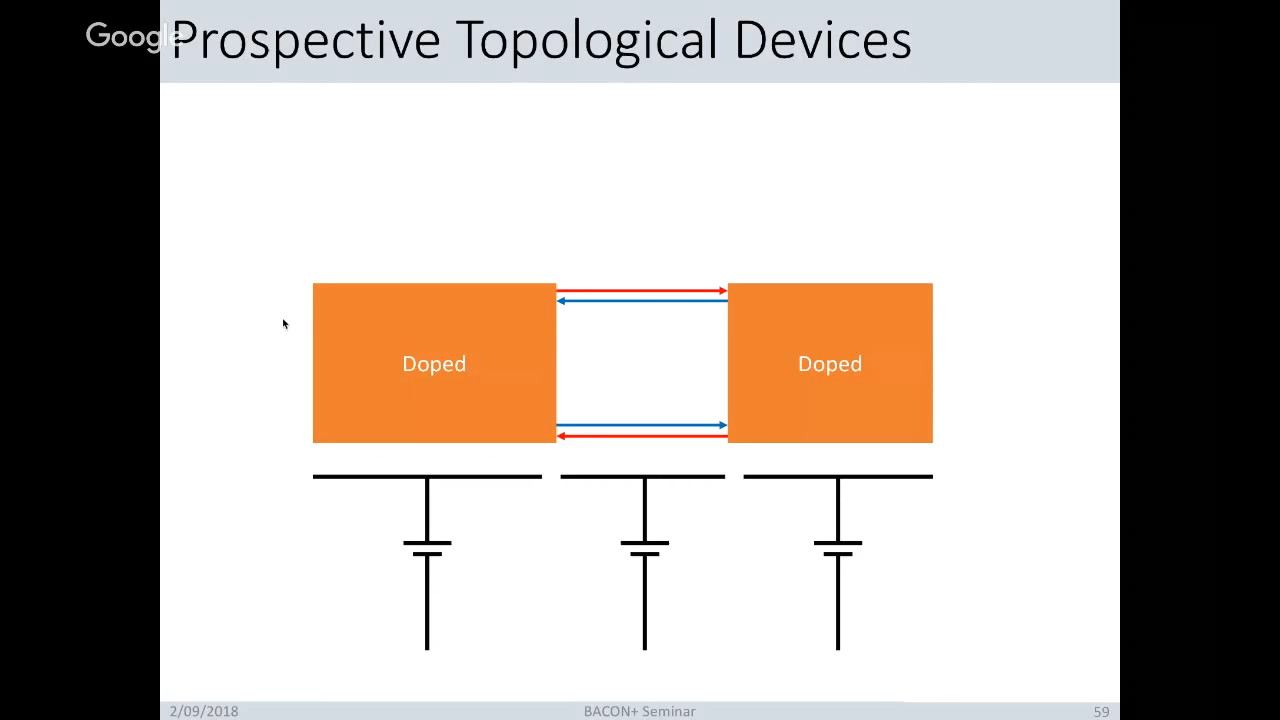 Google
Prospective Topological Devices
Doped
Doped
2/09/2018
BACON+ Seminar
59